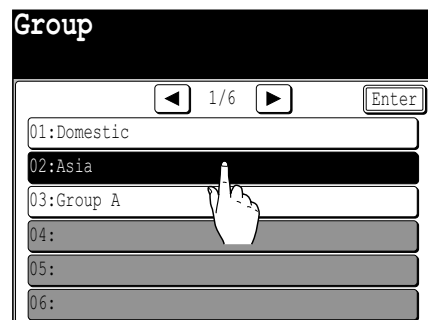 Group
◀ 1/6 ▶ Enter
01:Domestic
02:Asia
03:Group A
04:
05:
06: